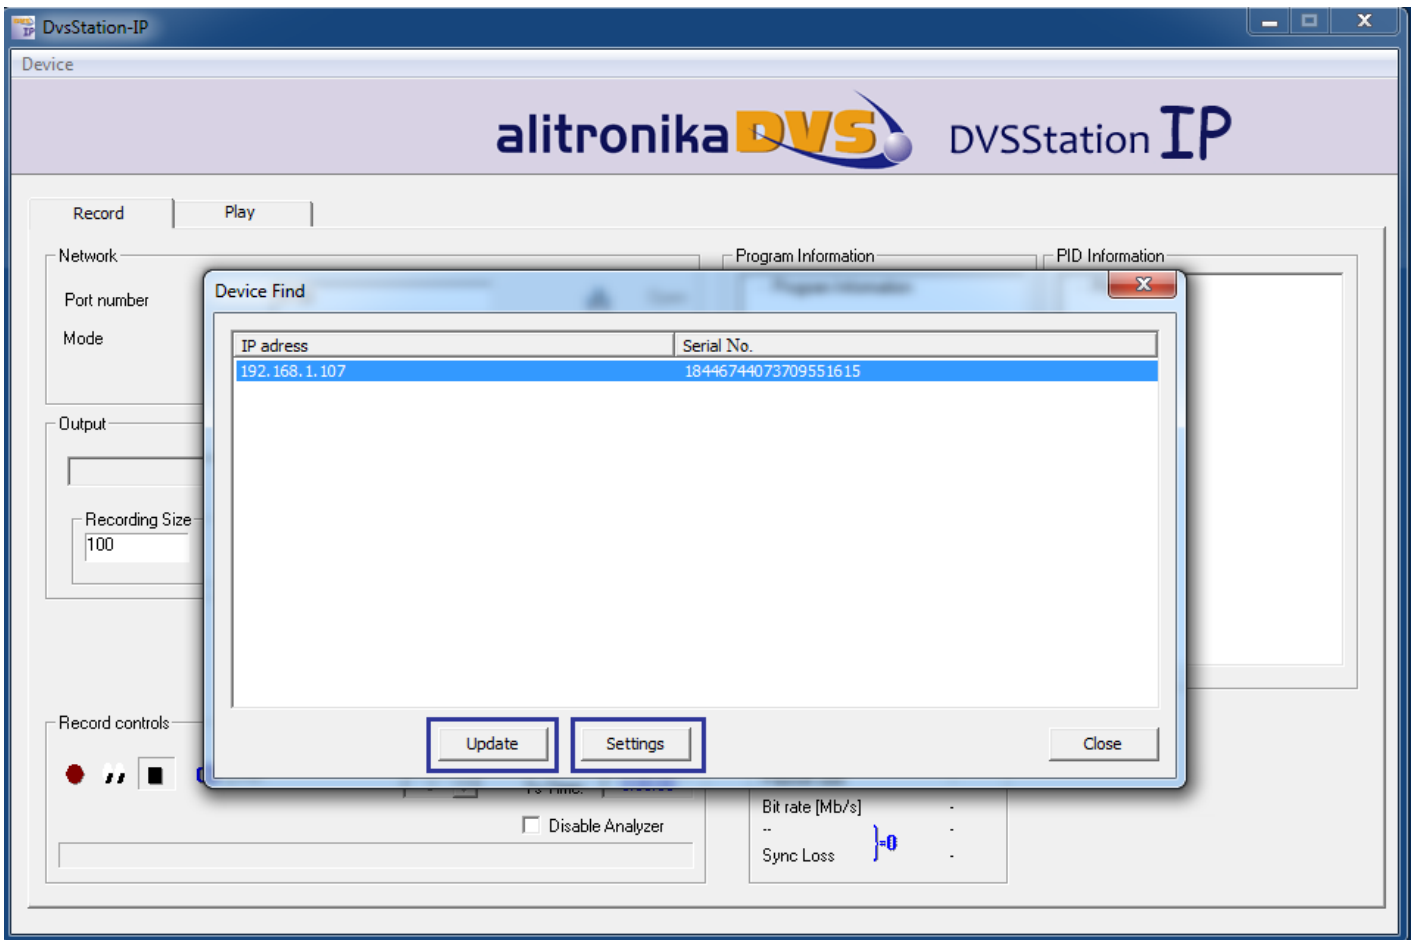 DvsStation-IP
Device
alitronika DVS DVSStation IP
Record Play
Network Program Information PID Information
Device Find
Port number
Mode
IP adress Serial No.
192.168.1.107 18446744073709551615
Output
Recording Size
100
Update Settings Close
Record controls
Bit rate [Mb/s] -
Disable Analyzer
-- }=0 -
Sync Loss -